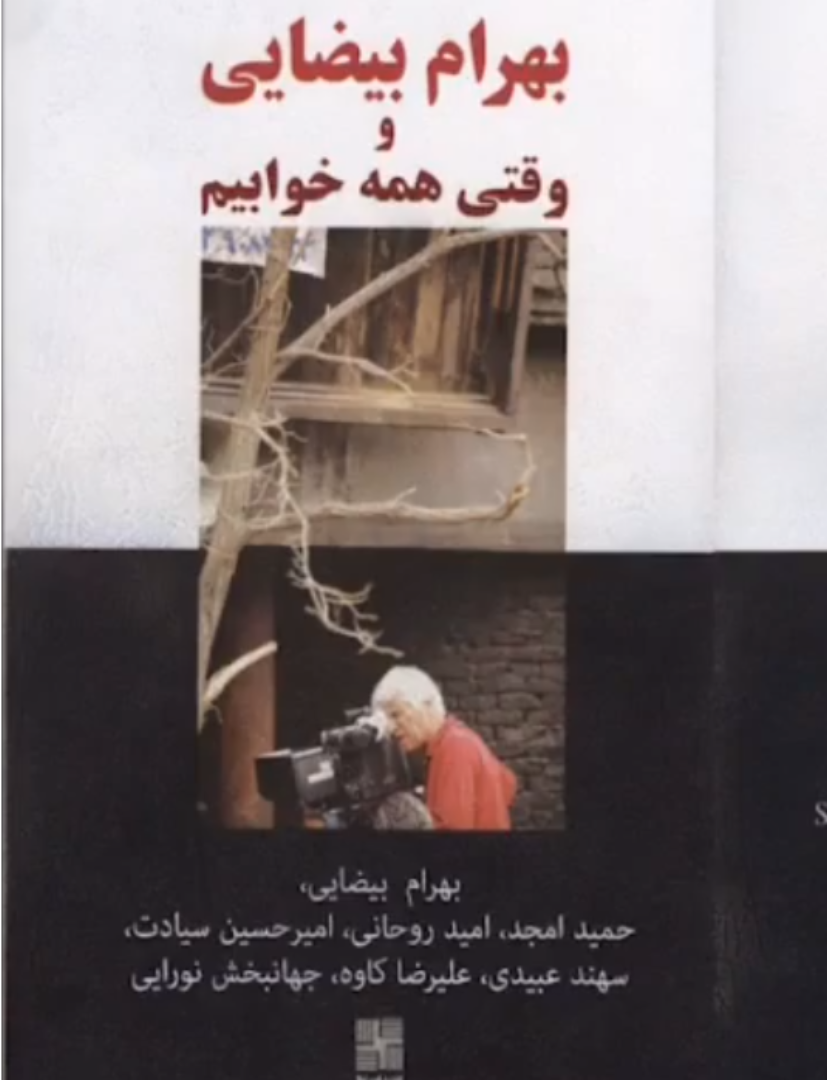 بهرام بیضایی
و
وقتی همه خوابیم
بهرام بیضایی،
حمید امجد، امید روحانی، امیرحسین سیادت،
سهند عبیدی، علیرضا کاوه، جهانبخش نورایی
S